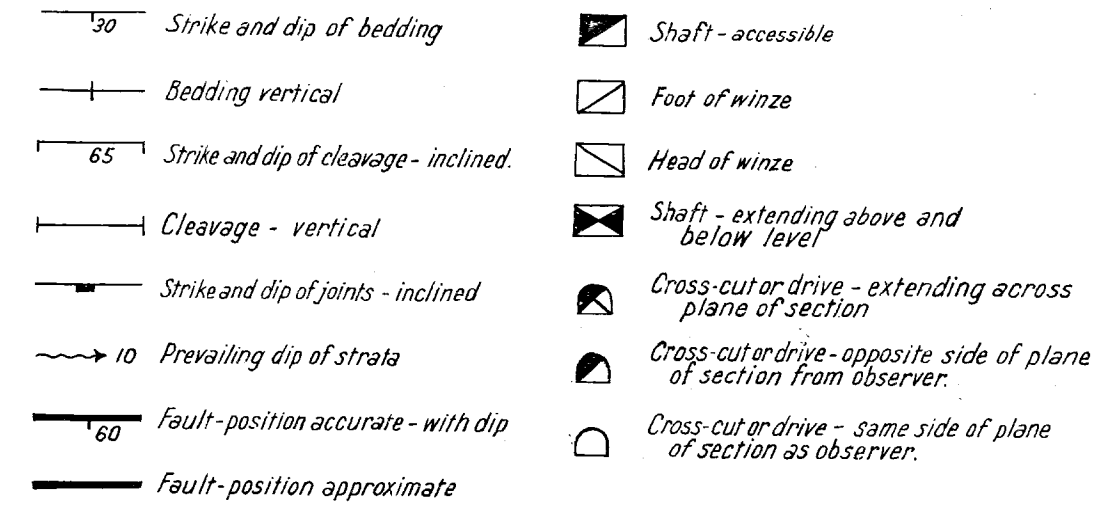 30 Strike and dip of bedding
Bedding vertical
65 Strike and dip of cleavage - inclined.
Cleavage - vertical
Strike and dip of joints - inclined
10 Prevailing dip of strata
60 Fault-position accurate - with dip
Fault-position approximate
Shaft - accessible
Foot of winze
Head of winze
Shaft - extending above and
below level
Cross-cut or drive - extending across
plane of section
Cross-cut or drive - opposite side of plane
of section from observer.
Cross-cut or drive - same side of plane
of section as observer.